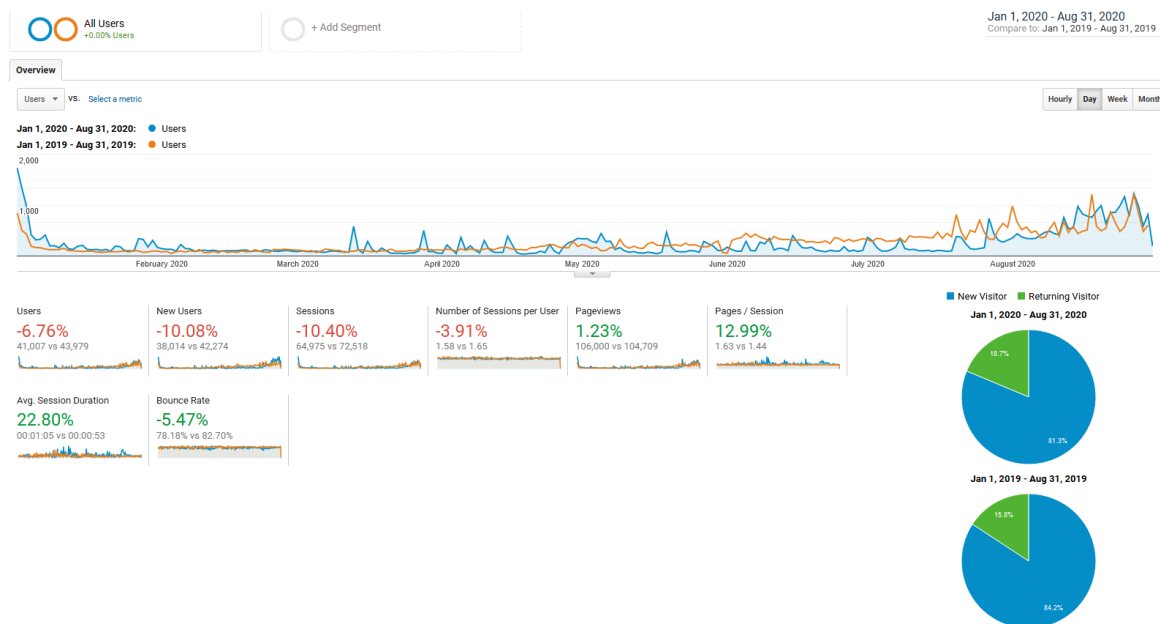 All Users
+0.00% Users
+ Add Segment
Jan 1, 2020 - Aug 31, 2020
Compare to: Jan 1, 2019 - Aug 31, 2019
Overview
Users vs. Select a metric
Hourly Day Week Month
Jan 1, 2020 - Aug 31, 2020: Users
Jan 1, 2019 - Aug 31, 2019: Users
2,000
1,000
February 2020 March 2020 April 2020 May 2020 June 2020 July 2020 August 2020
Users
-6.76%
41,007 vs 43,979
New Users
-10.08%
38,014 vs 42,274
Sessions
-10.40%
64,975 vs 72,518
Number of Sessions per User
-3.91%
1.58 vs 1.65
Pageviews
1.23%
106,000 vs 104,709
Pages / Session
12.99%
1.63 vs 1.44
Avg. Session Duration
22.80%
00:01:05 vs 00:00:53
Bounce Rate
-5.47%
78.18% vs 82.70%
New Visitor Returning Visitor
Jan 1, 2020 - Aug 31, 2020
18.7%
81.3%
Jan 1, 2019 - Aug 31, 2019
15.8%
84.2%